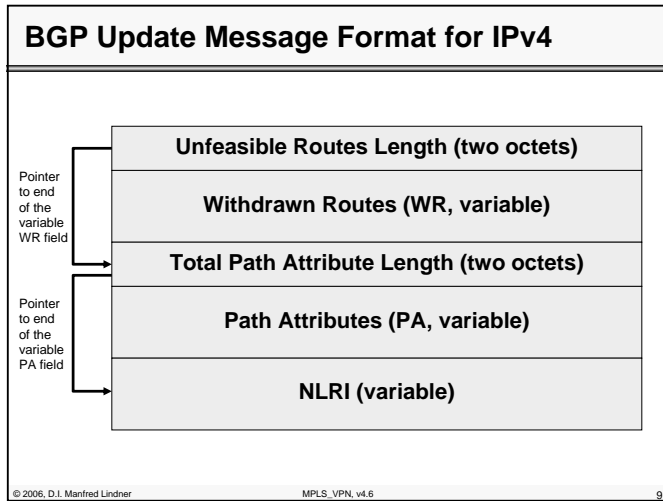 BGP Update Message Format for IPv4
Unfeasible Routes Length (two octets)
Pointer
to end
of the
variable
WR field
Withdrawn Routes (WR, variable)
Total Path Attribute Length (two octets)
Pointer
to end
of the
variable
PA field
Path Attributes (PA, variable)
NLRI (variable)
© 2006, D.I. Manfred Lindner
MPLS_VPN, v4.6
9